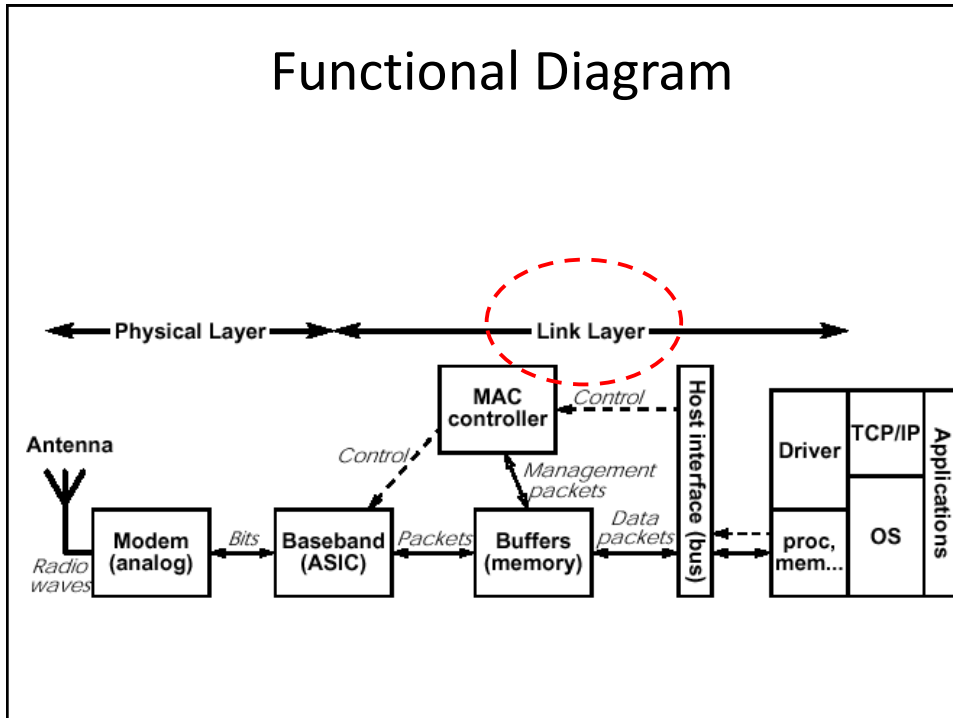 Functional Diagram
Physical Layer
Link Layer
MAC
controller
Control
Host interface (bus)
Driver
TCP/IP
Applications
Antenna
Control
Management
packets
Radio
waves
Modem
(analog)
Bits
Baseband
(ASIC)
Packets
Buffers
(memory)
Data
packets
proc,
mem...
OS